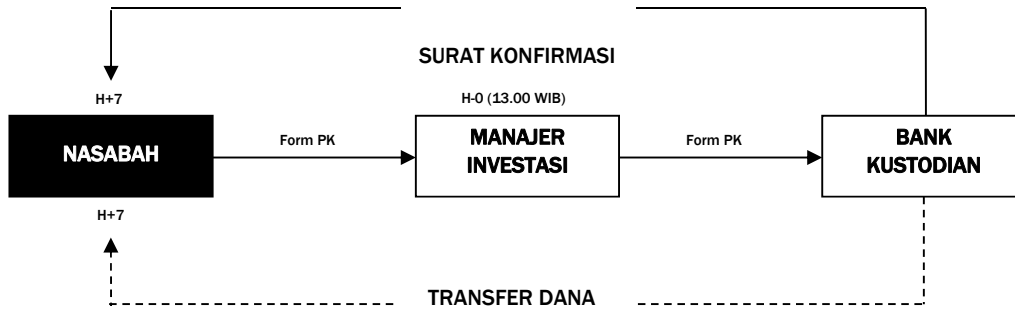 SURAT KONFIRMASI
H+7
H-0 (13.00 WIB)
NASABAH
Form PK
MANAJER
INVESTASI
Form PK
BANK
KUSTODIAN
H+7
TRANSFER DANA